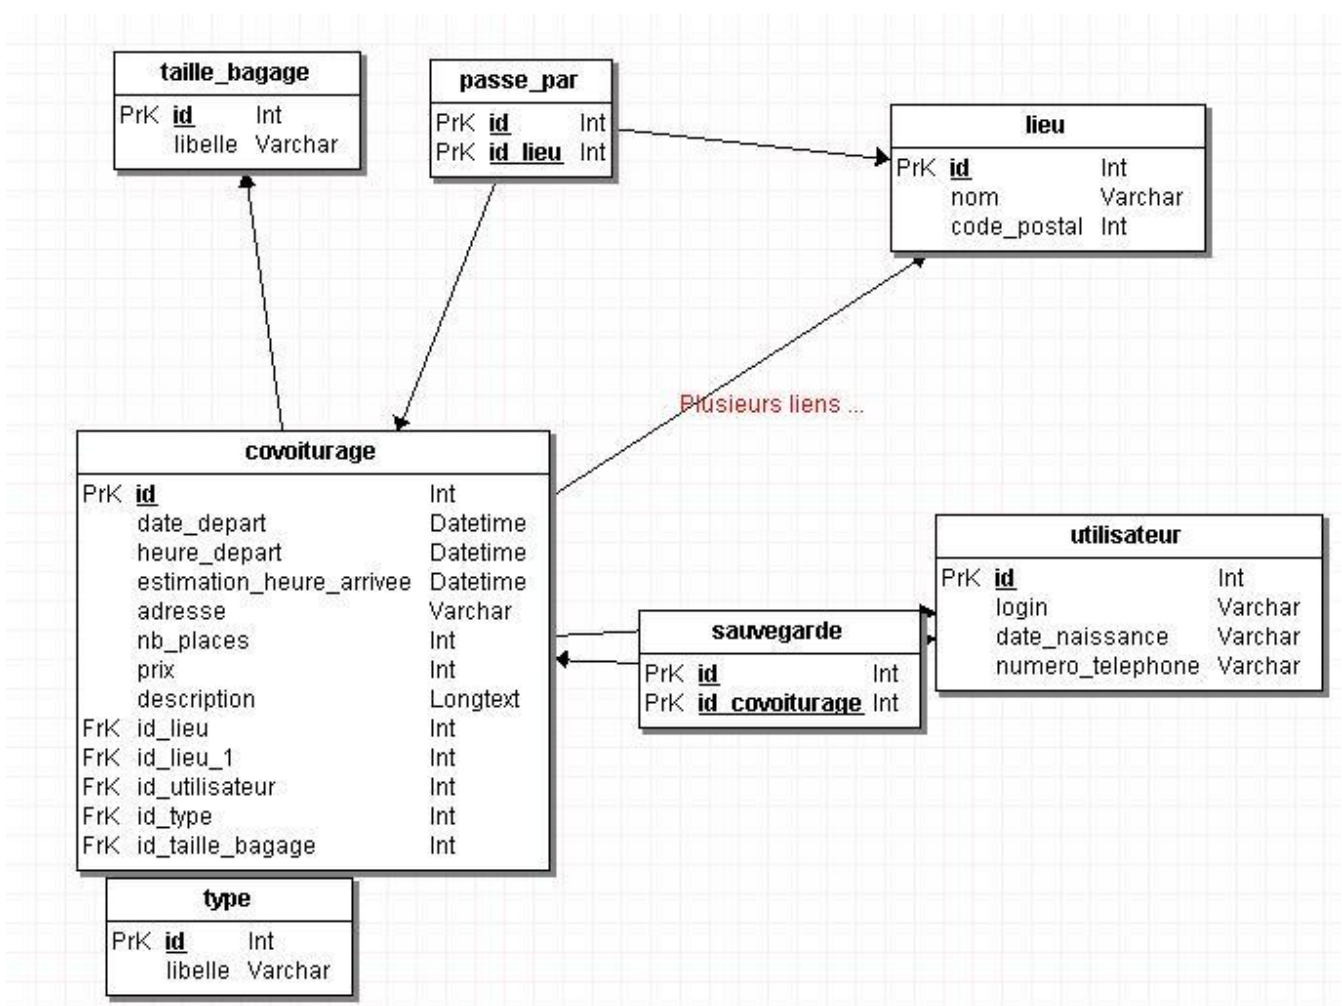 taille_bagage
PrK id Int
libelle Varchar
passe_par
PrK id Int
PrK id_lieu Int
lieu
PrK id Int
nom Varchar
code_postal Int
Plusieurs liens ...
covoiturage
PrK id Int
date_depart Datetime
heure_depart Datetime
estimation_heure_arrivee Datetime
adresse Varchar
nb_places Int
prix Int
description Longtext
FrK id_lieu Int
FrK id_lieu_1 Int
FrK id_utilisateur Int
FrK id_type Int
FrK id_taille_bagage Int
utilisateur
PrK id Int
login Varchar
date_naissance Varchar
numero_telephone Varchar
sauvegarde
PrK id Int
PrK id_covoiturage Int
type
PrK id Int
libelle Varchar